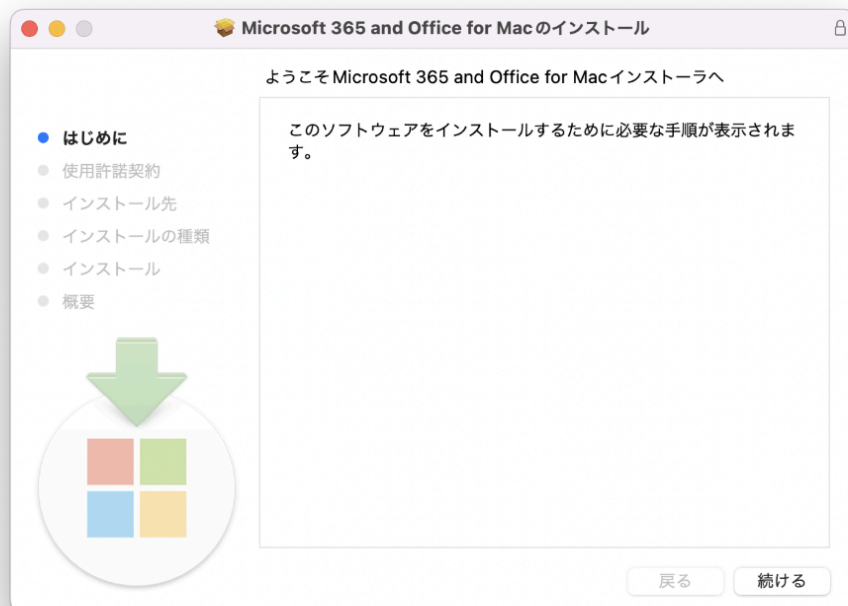 Microsoft 365 and Office for Macのインストール
ようこそMicrosoft 365 and Office for Macインストーラへ
はじめに
使用許諾契約
インストール先
インストールの種類
インストール
概要
このソフトウェアをインストールするために必要な手順が表示されま
す。
戻る
続ける